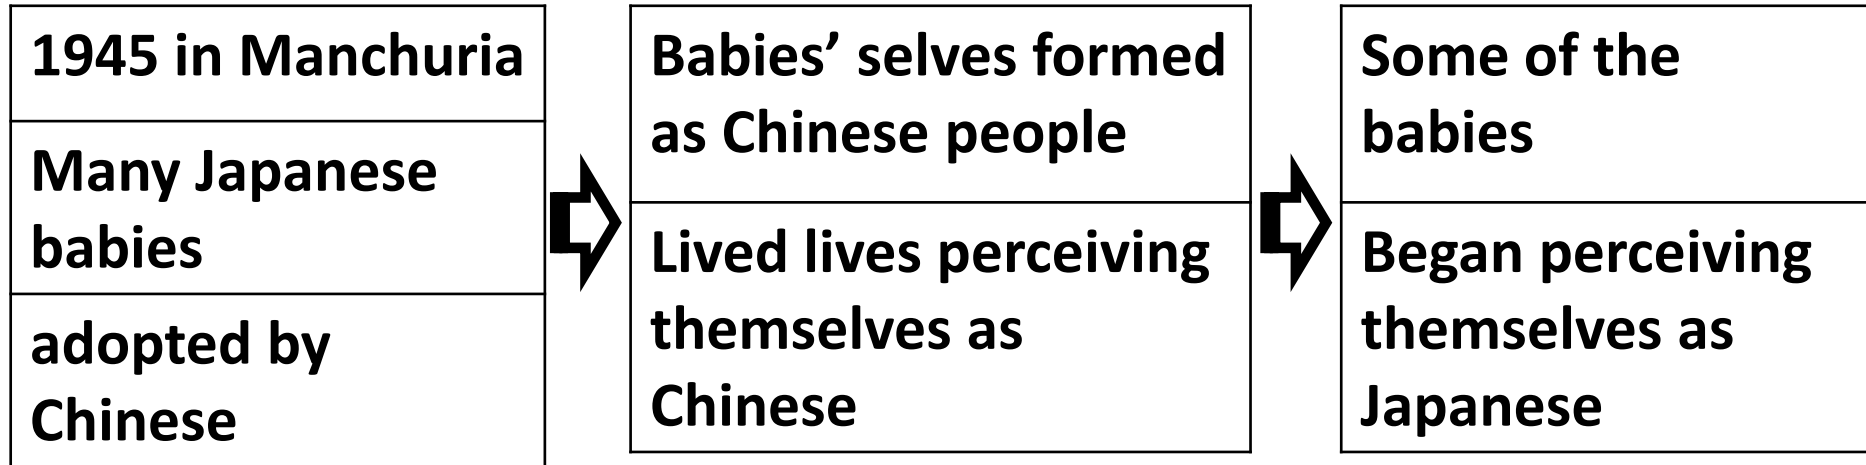 1945 in Manchuria
Many Japanese
babies
adopted by
Chinese
Babies’ selves formed
as Chinese people
Lived lives perceiving
themselves as
Chinese
Some of the
babies
Began perceiving
themselves as
Japanese